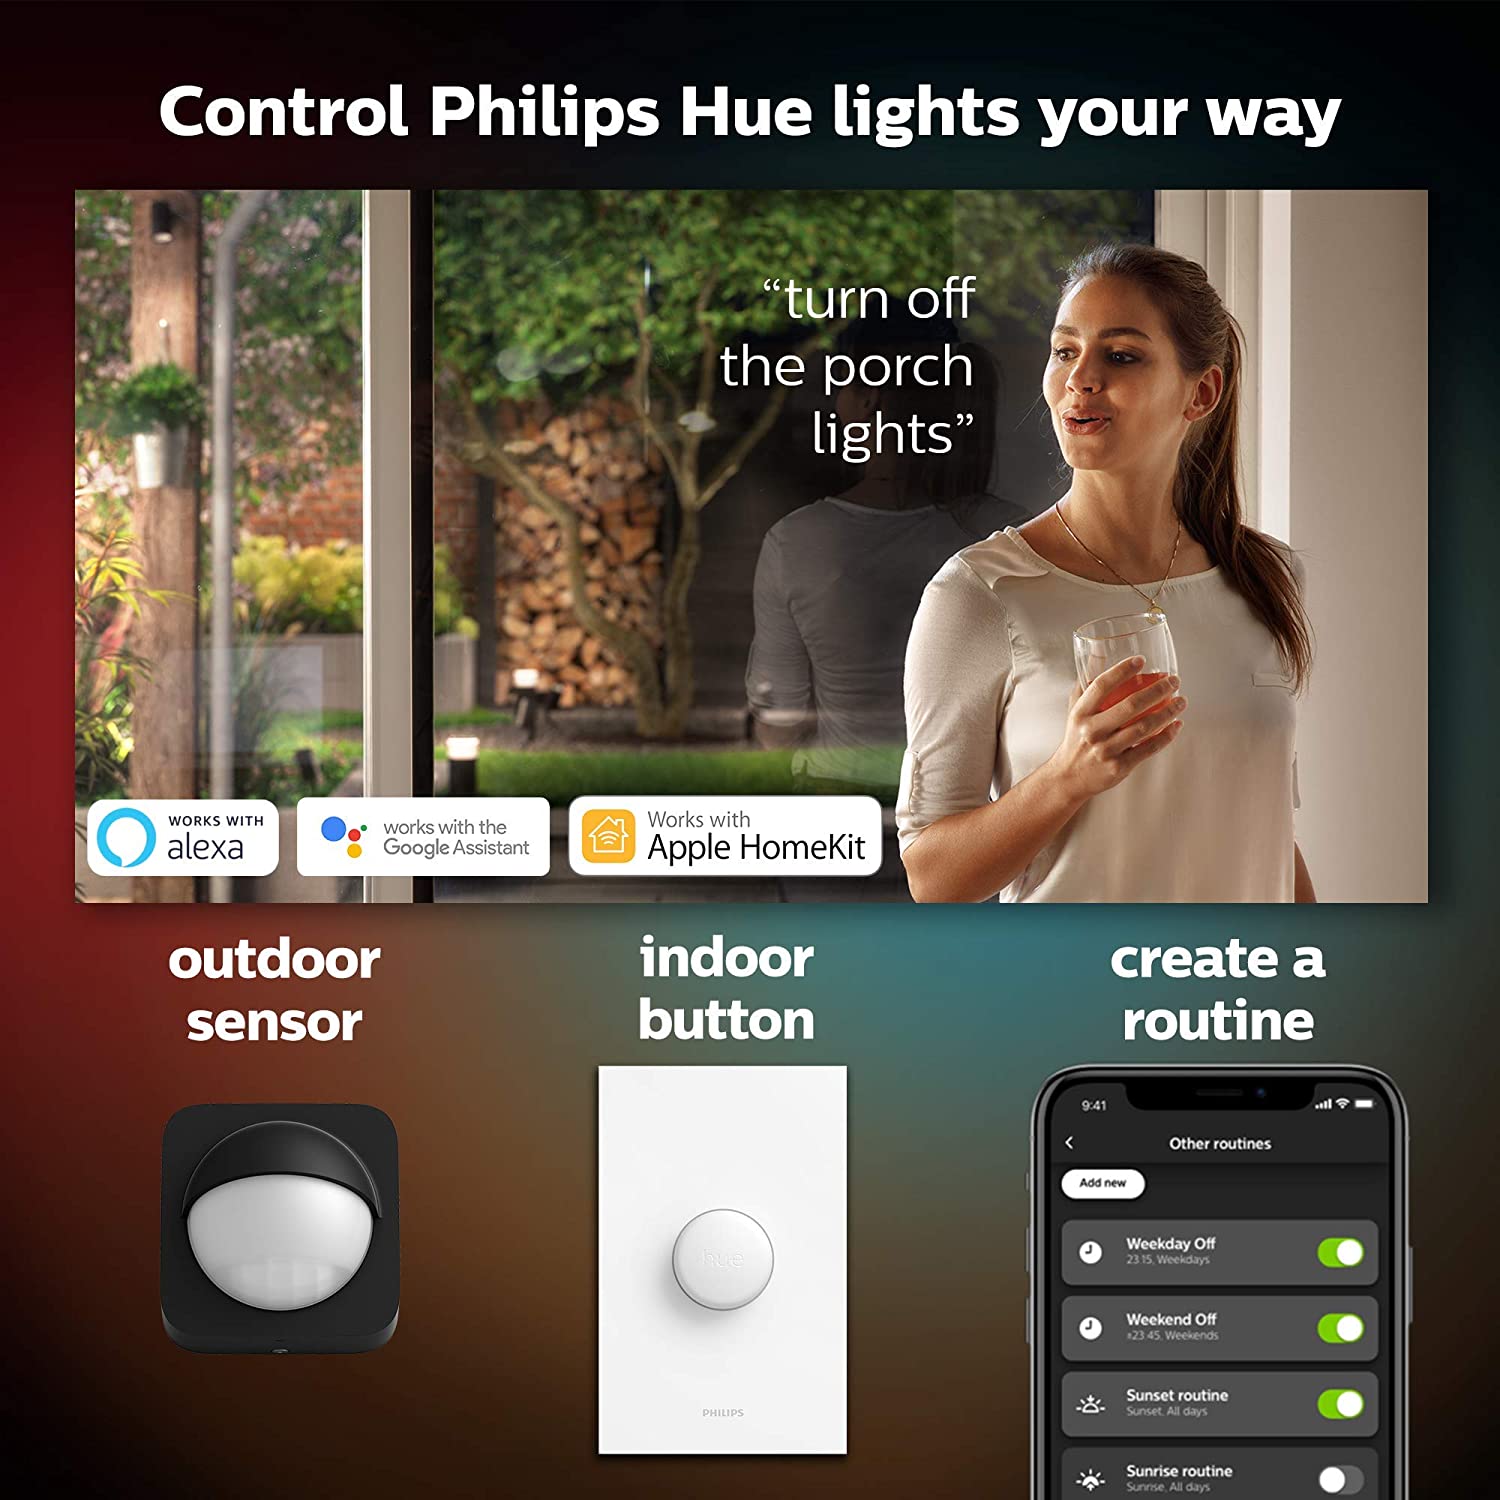 Control Philips Hue lights your way
“turn off
the porch
lights”
WORKS WITH
alexa
works with the
Google Assistant
Works with
Apple HomeKit
outdoor
sensor
indoor
button
create a
routine
hue
PHILIPS
9:41
Other routines
Add new
Weekday Off
23.15, Weekdays
Weekend Off
±23 45, Weekends
Sunset routine
Sunset, All days
Sunrise routine
Sunrise, All days